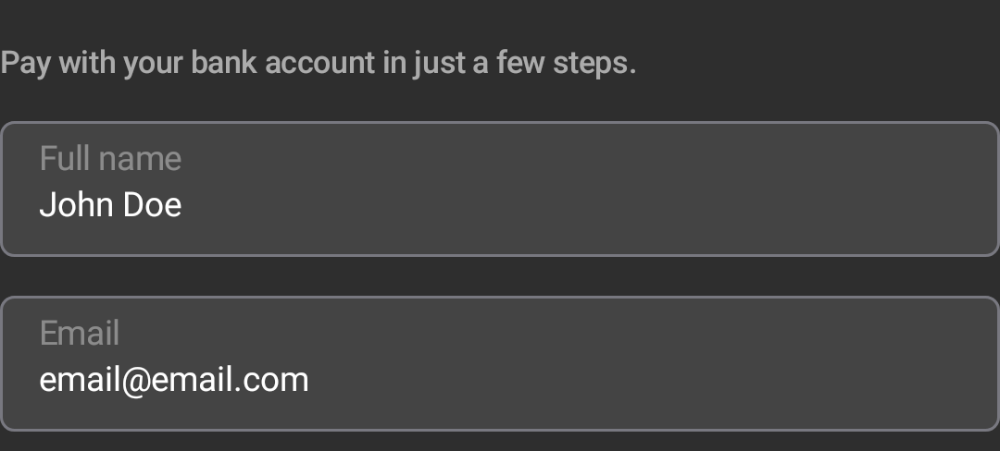 Pay with your bank account in just a few steps.
Full name
John Doe
Email
email@email.com